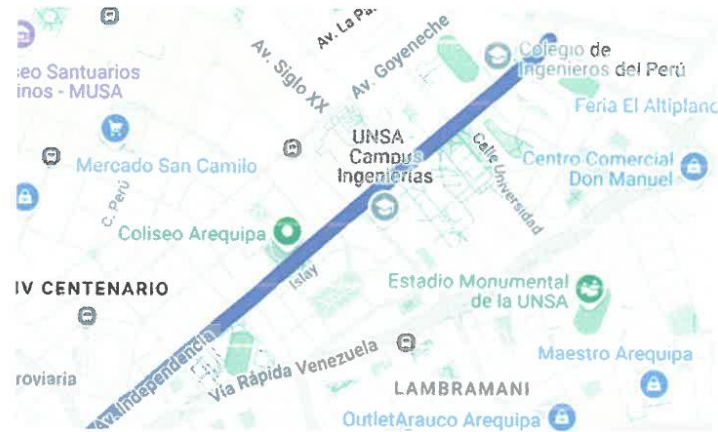 C.
Av. La Pa
Av. Siglo XX
Av. Goyeneche
Colegio de
Ingenieros del Perú
seo Santuarios
inos - MUSA
Feria El Altiplano
UNSA
Campus
Ingenierías
Calle Universidad
Mercado San Camilo
Centro Comercial
Don Manuel
C. Perú
Coliseo Arequipa
Islay
IV CENTENARIO
Estadio Monumental
de la UNSA
Av. Independencia
Vía Rápida Venezuela
Maestro Arequipa
roviaria
LAMBRAMANI
OutletArauco Arequipa